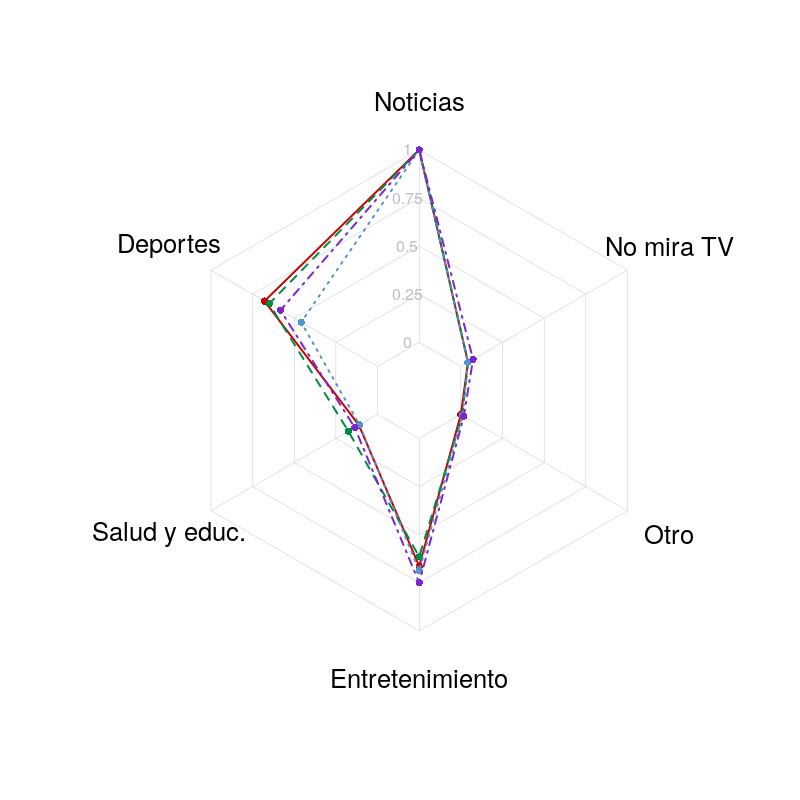 Noticias
1
0.75
Deportes
No mira TV
0.5
0.25
0
Salud y educ.
Otro
Entretenimiento